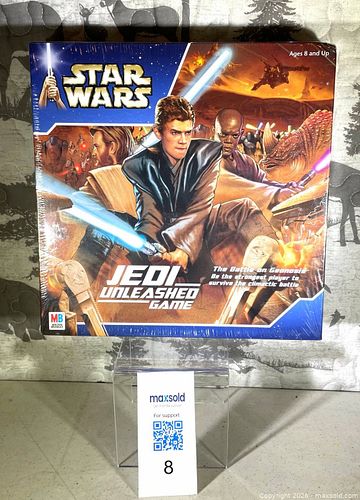 Ages 8 and Up
STAR
WARS
JEDI
UNLEASHED
GAME
The Battle on Geonosis
Be the strongest player to
survive the climactic battle
MB
maxsold
For support
8
Copyright 2026 - maxsold.com